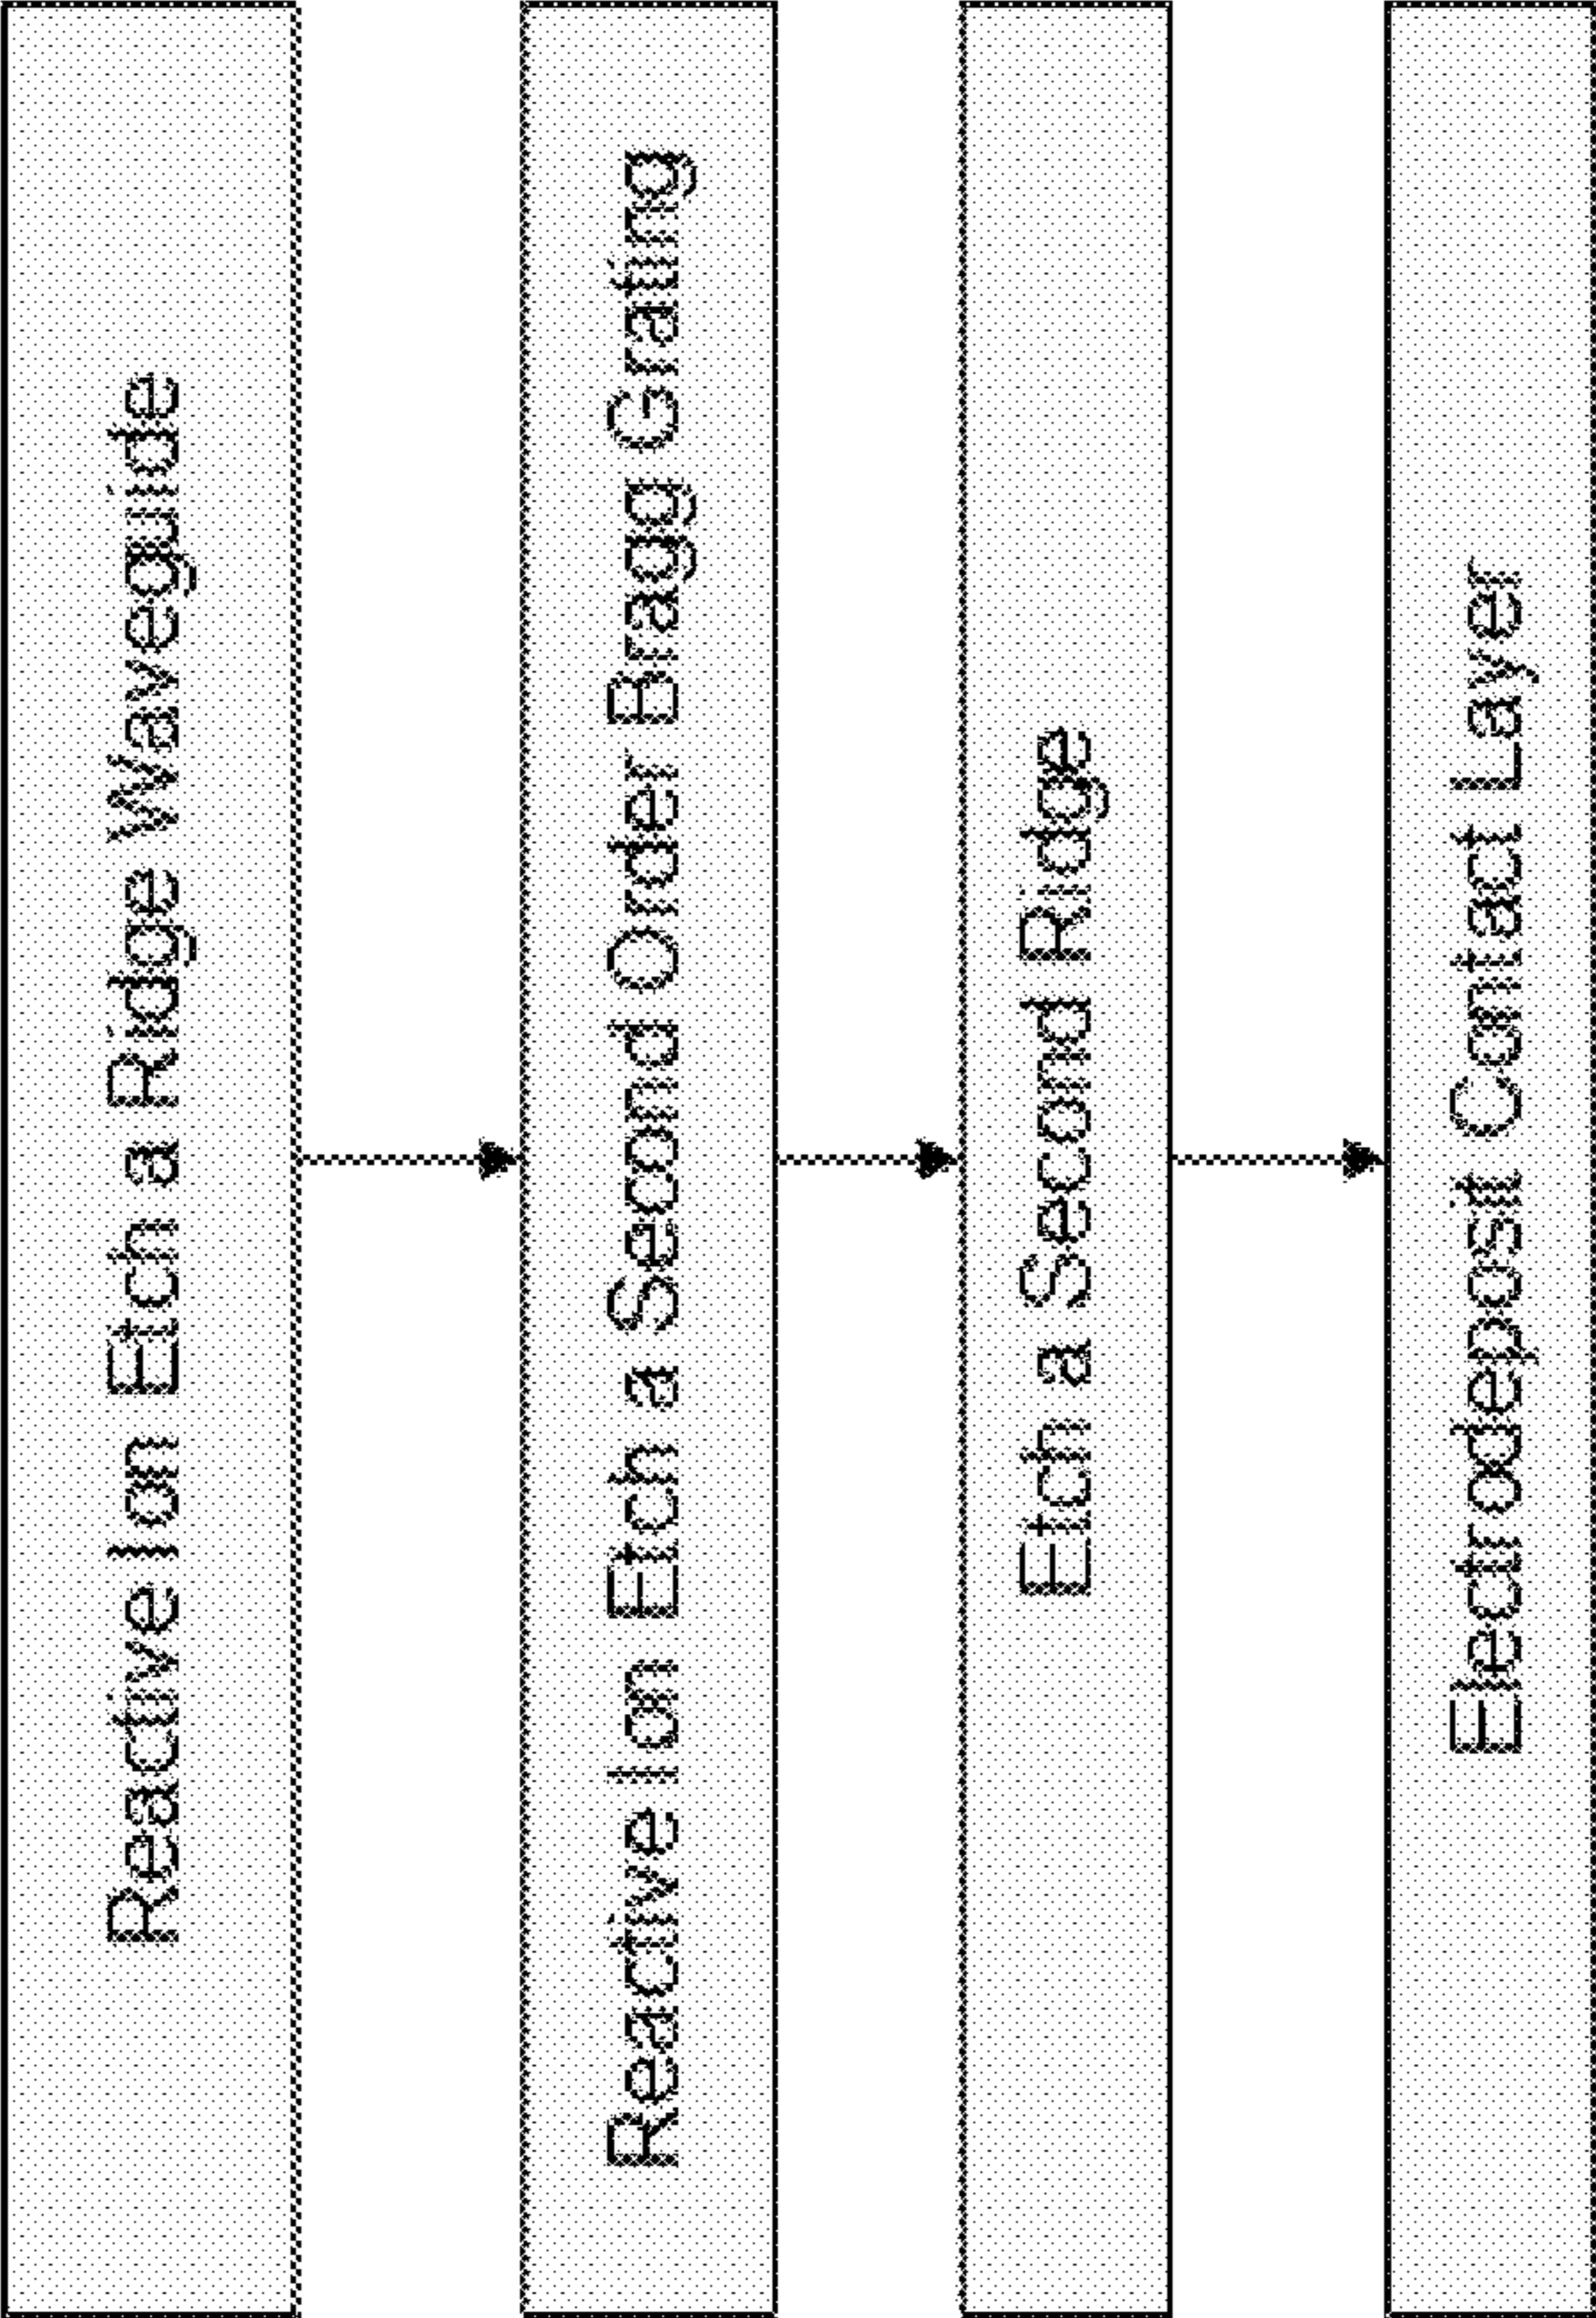 Reactive Ion Etch a Ridge Waveguide
Reactive Ion Etch a Second Order Bragg Grating
Etch a Second Ridge
Electrodeposit Contact Layer